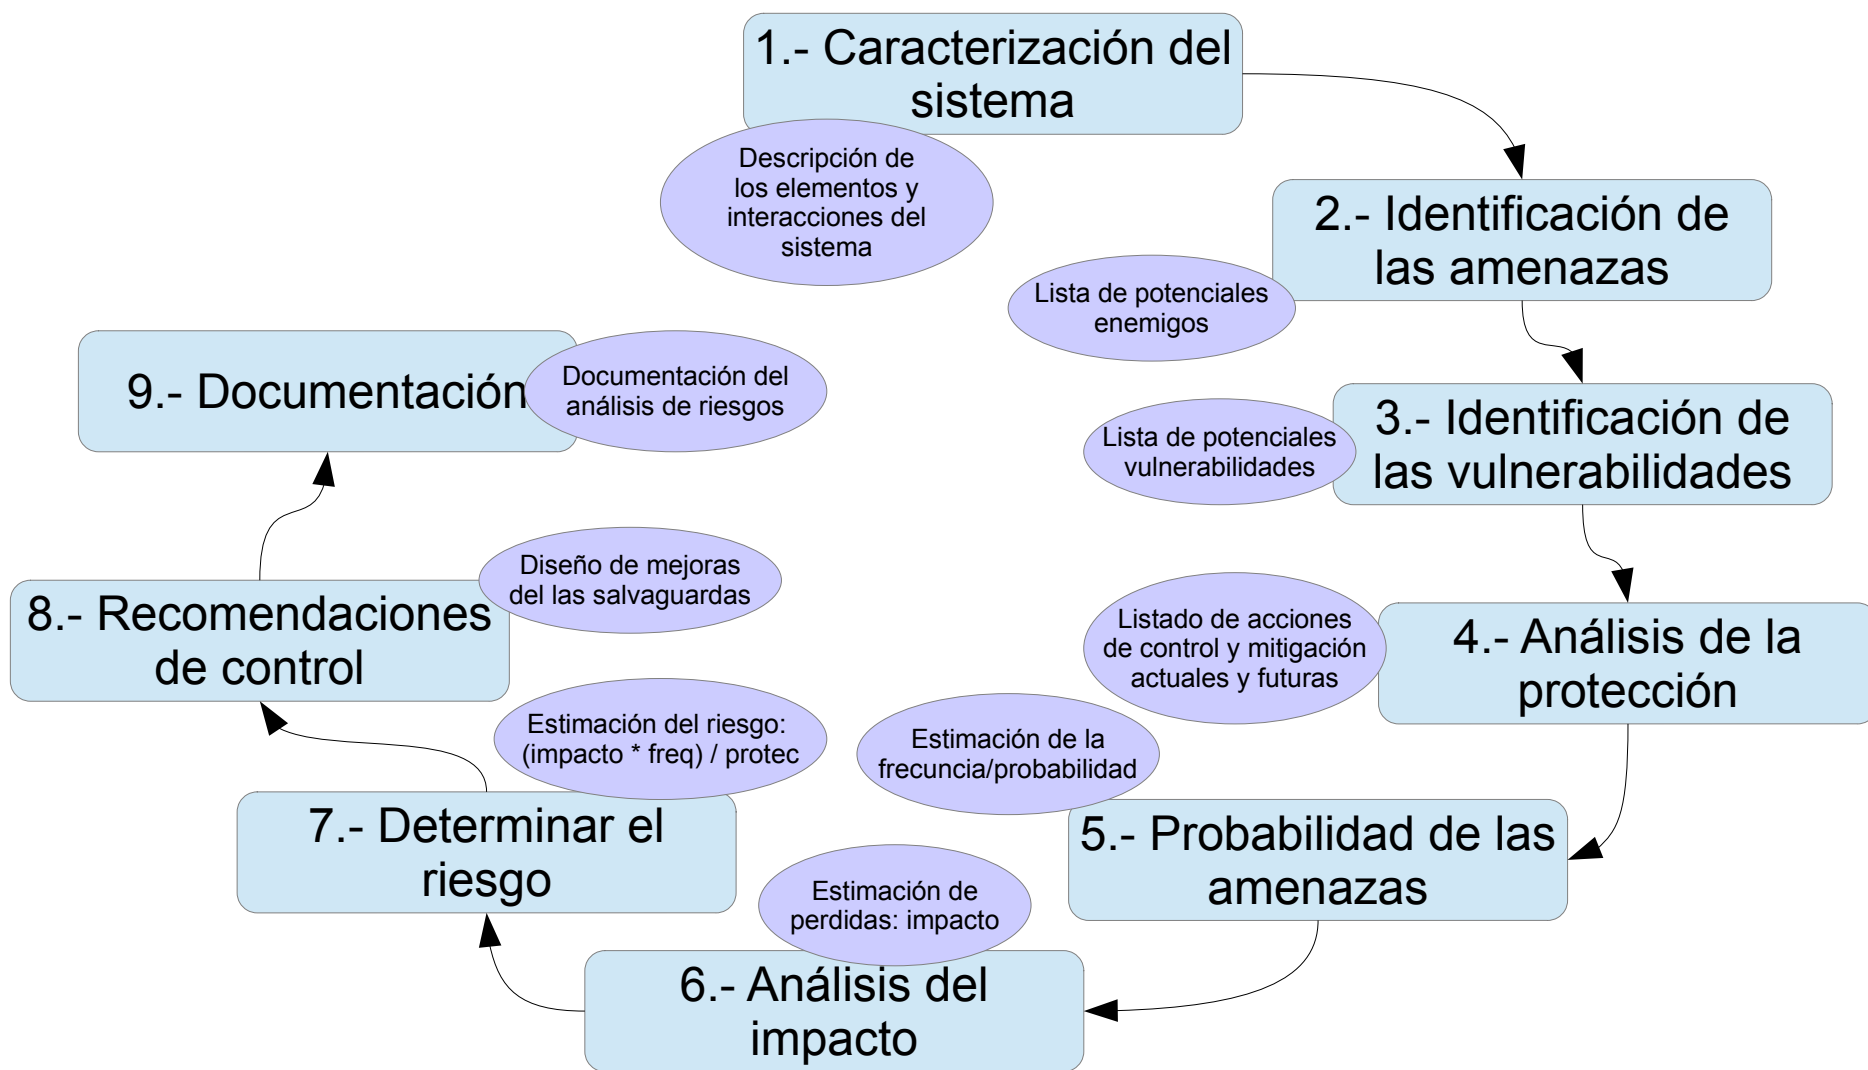 1.- Caracterización del
sistema
Descripción de
los elementos y
interacciones del
sistema
2.- Identificación de
las amenazas
Lista de potenciales
enemigos
3.- Identificación de
las vulnerabilidades
Lista de potenciales
vulnerabilidades
4.- Análisis de la
protección
Listado de acciones
de control y mitigación
actuales y futuras
5.- Probabilidad de las
amenazas
Estimación de la
frecuncia/probabilidad
6.- Análisis del
impacto
Estimación de
perdidas: impacto
7.- Determinar el
riesgo
Estimación del riesgo:
(impacto * freq) / protec
8.- Recomendaciones
de control
Diseño de mejoras
del las salvaguardas
9.- Documentación
Documentación del
análisis de riesgos